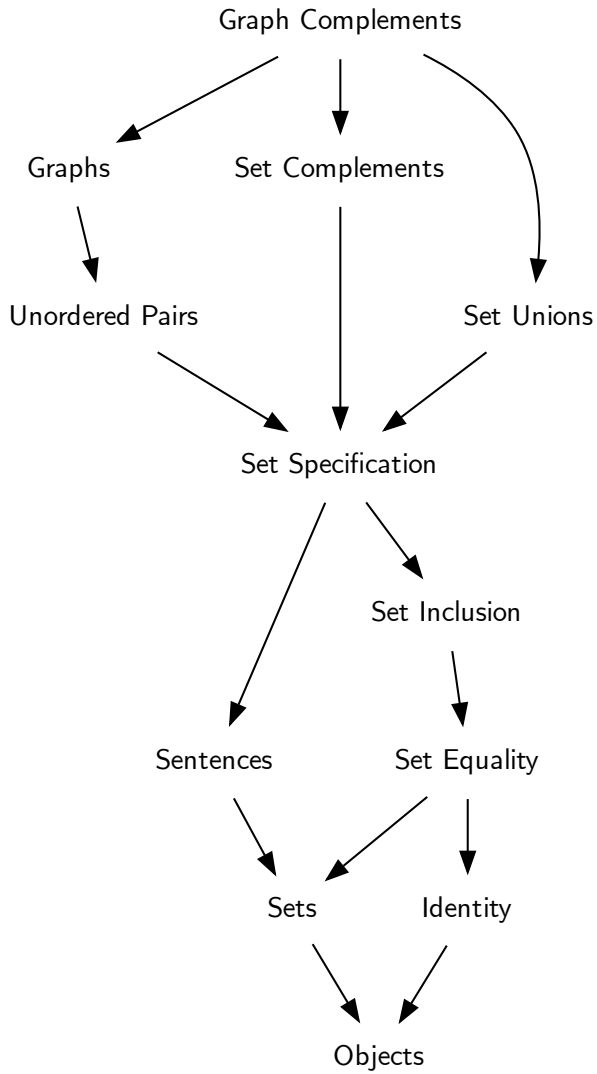 Graph Complements
Graphs
Set Complements
Unordered Pairs
Set Unions
Set Specification
Set Inclusion
Sentences
Set Equality
Sets
Identity
Objects